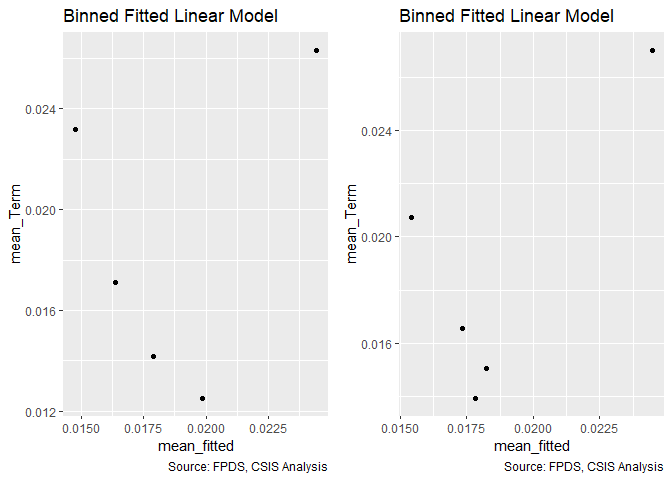 Binned Fitted Linear Model
mean_Term
0.024
0.020
0.016
0.012
0.0150 0.0175 0.0200 0.0225
mean_fitted
Source: FPDS, CSIS Analysis
Binned Fitted Linear Model
mean_Term
0.024
0.020
0.016
0.0150 0.0175 0.0200 0.0225
mean_fitted
Source: FPDS, CSIS Analysis